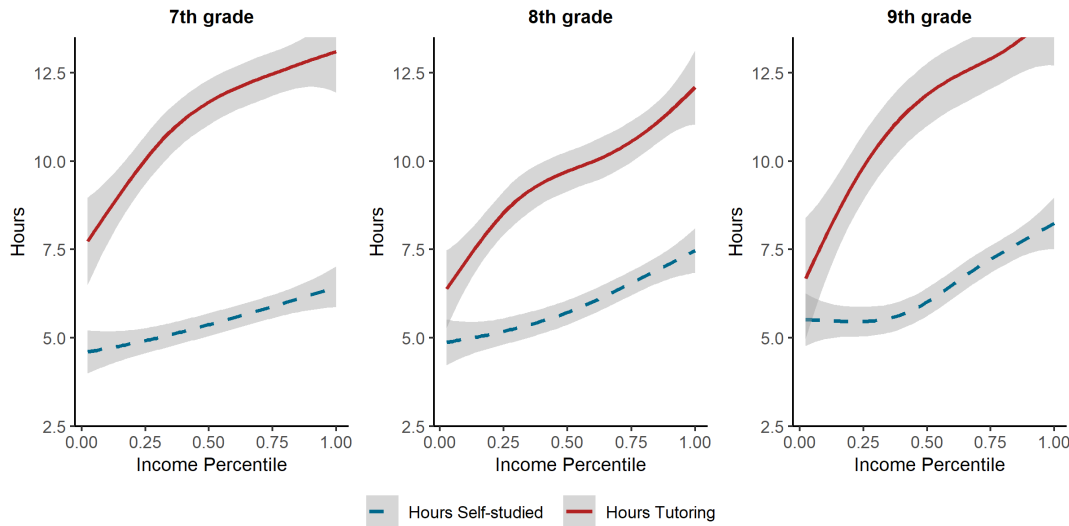 7th grade
8th grade
9th grade
Hours
12.5
10.0
7.5
5.0
2.5
0.00 0.25 0.50 0.75 1.00
Income Percentile
Hours
12.5
10.0
7.5
5.0
2.5
0.00 0.25 0.50 0.75 1.00
Income Percentile
Hours
12.5
10.0
7.5
5.0
2.5
0.00 0.25 0.50 0.75 1.00
Income Percentile
Hours Self-studied
Hours Tutoring